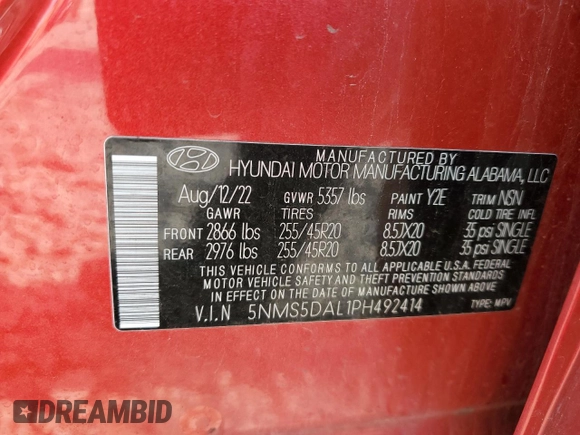 MANUFACTURED BY
HYUNDAI MOTOR MANUFACTURING ALABAMA, LLC
Aug/12/22 GVWR 5357 lbs PAINT Y2E TRIM NSN
GAWR TIRES RIMS COLD TIRE INFL
FRONT 2866 lbs 255/45R20 8.5JX20 35 psi SINGLE
REAR 2976 lbs 255/45R20 8.5JX20 35 psi SINGLE
THIS VEHICLE CONFORMS TO ALL APPLICABLE U.S.A. FEDERAL
MOTOR VEHICLE SAFETY AND THEFT PREVENTION STANDARDS
IN EFFECT ON THE DATE OF MANUFACTURE SHOWN ABOVE
V.I.N 5NMS5DAL1PH492414 TYPE: MPV
DREAMBID